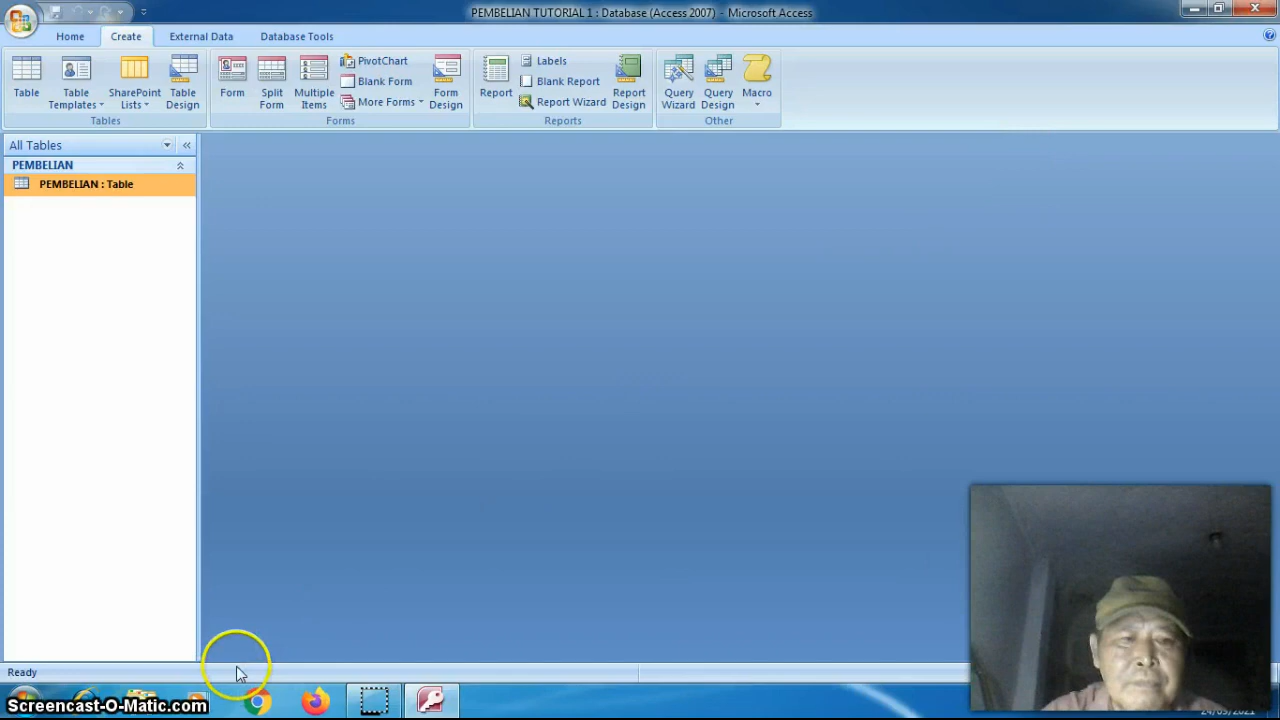 PEMBELIAN TUTORIAL 1 : Database (Access 2007) - Microsoft Access
Home Create External Data Database Tools
Table
Table Templates
SharePoint Lists
Table Design
Tables
Form
Split Form
Multiple Items
PivotChart
Blank Form
More Forms
Form Design
Forms
Report
Labels
Blank Report
Report Wizard
Report Design
Reports
Query Wizard
Query Design
Macro
Other
All Tables
PEMBELIAN
PEMBELIAN : Table
Ready
Screencast-O-Matic.com
24/09/2021